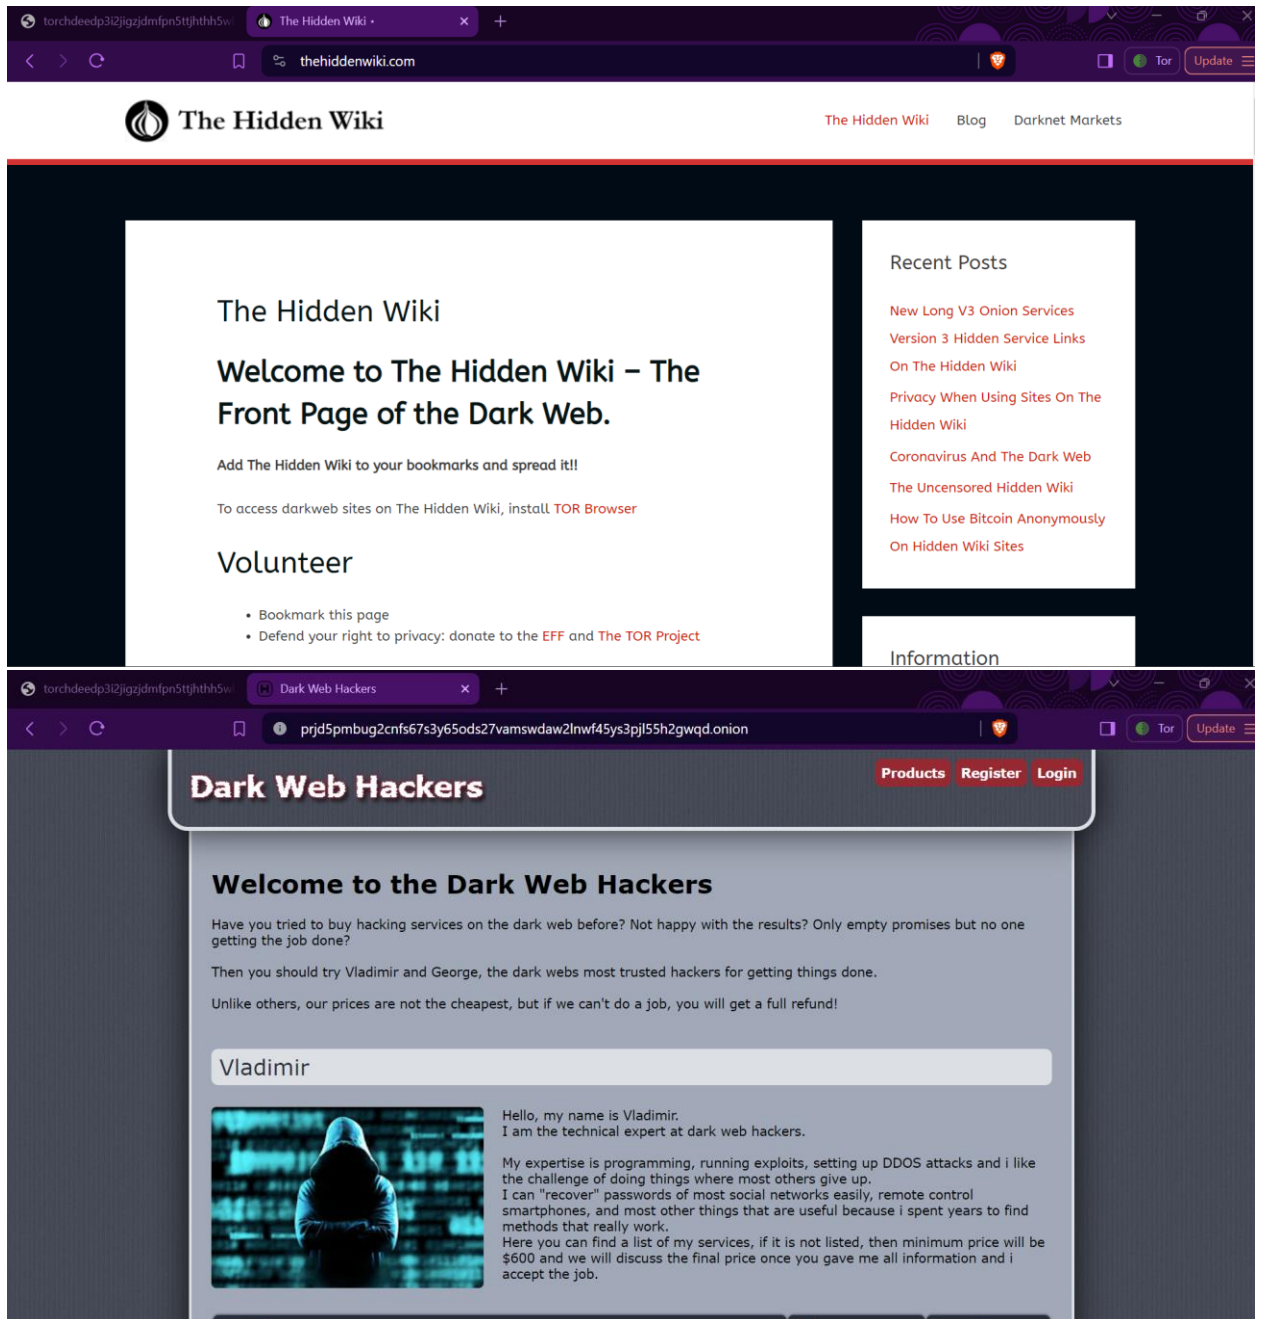 torchdeedp3i2jigzjdmfpn5ttjhthh5w
The Hidden Wiki •
thehiddenwiki.com
Tor
Update
The Hidden Wiki
The Hidden Wiki
Blog
Darknet Markets
The Hidden Wiki
Welcome to The Hidden Wiki – The
Front Page of the Dark Web.
Add The Hidden Wiki to your bookmarks and spread it!!
To access darkweb sites on The Hidden Wiki, install TOR Browser
Volunteer
• Bookmark this page
• Defend your right to privacy: donate to the EFF and The TOR Project
Recent Posts
New Long V3 Onion Services
Version 3 Hidden Service Links
On The Hidden Wiki
Privacy When Using Sites On The
Hidden Wiki
Coronavirus And The Dark Web
The Uncensored Hidden Wiki
How To Use Bitcoin Anonymously
On Hidden Wiki Sites
Information
torchdeedp3i2jigzjdmfpn5ttjhthh5w
Dark Web Hackers
prjd5pmbug2cnfs67s3y65ods27vamswdaw2lnwf45ys3pjl55h2gwqd.onion
Tor
Update
Dark Web Hackers
Products
Register
Login
Welcome to the Dark Web Hackers
Have you tried to buy hacking services on the dark web before? Not happy with the results? Only empty promises but no one
getting the job done?
Then you should try Vladimir and George, the dark webs most trusted hackers for getting things done.
Unlike others, our prices are not the cheapest, but if we can't do a job, you will get a full refund!
Vladimir
Hello, my name is Vladimir.
I am the technical expert at dark web hackers.
My expertise is programming, running exploits, setting up DDOS attacks and i like
the challenge of doing things where most others give up.
I can "recover" passwords of most social networks easily, remote control
smartphones, and most other things that are useful because i spent years to find
methods that really work.
Here you can find a list of my services, if it is not listed, then minimum price will be
$600 and we will discuss the final price once you gave me all information and i
accept the job.